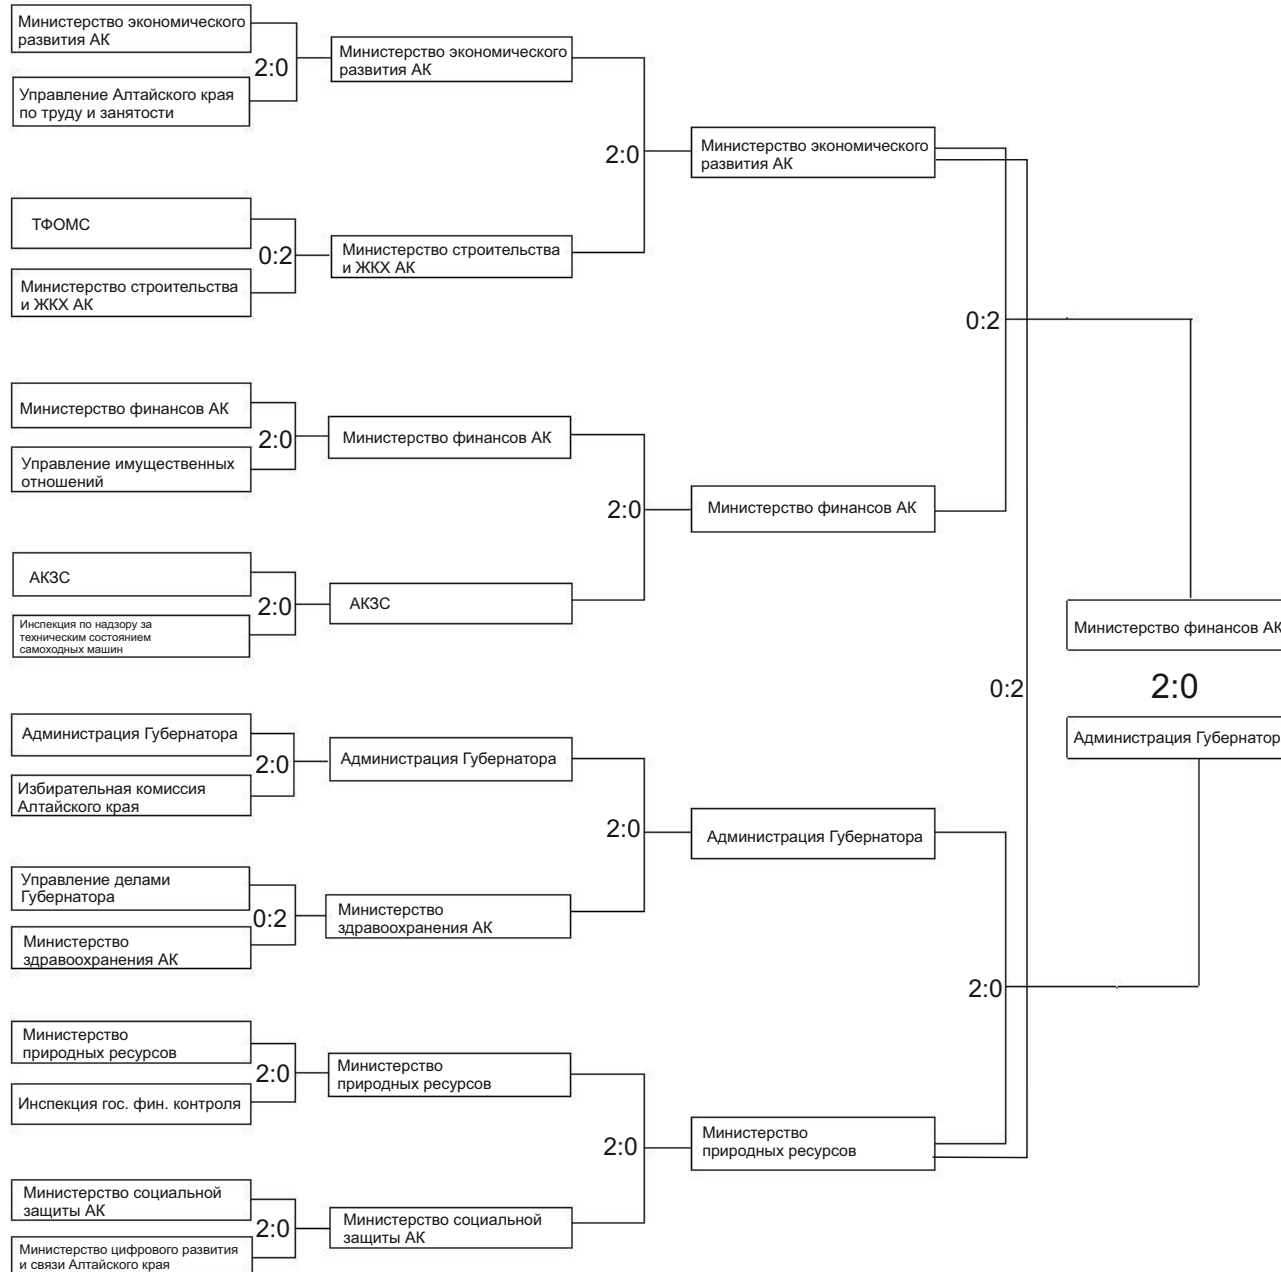 Министерство экономического
развития АК
2:0
Управление Алтайского края
по труду и занятости
Министерство экономического
развития АК
2:0
Министерство экономического
развития АК
ТФОМС
0:2
Министерство строительства
и ЖКХ АК
Министерство строительства
и ЖКХ АК
0:2
Министерство финансов АК
2:0
Управление имущественных
отношений
Министерство финансов АК
2:0
Министерство финансов АК
АКЗС
2:0
Инспекция по надзору за
техническим состоянием
самоходных машин
АКЗС
Министерство финансов АК
0:2
2:0
Администрация Губернатор
Администрация Губернатора
2:0
Избирательная комиссия
Алтайского края
Администрация Губернатора
2:0
Администрация Губернатора
Управление делами
Губернатора
0:2
Министерство
здравоохранения АК
Министерство
здравоохранения АК
2:0
Министерство
природных ресурсов
2:0
Инспекция гос. фин. контроля
Министерство
природных ресурсов
2:0
Министерство
природных ресурсов
Министерство социальной
защиты АК
2:0
Министерство цифрового развития
и связи Алтайского края
Министерство социальной
защиты АК